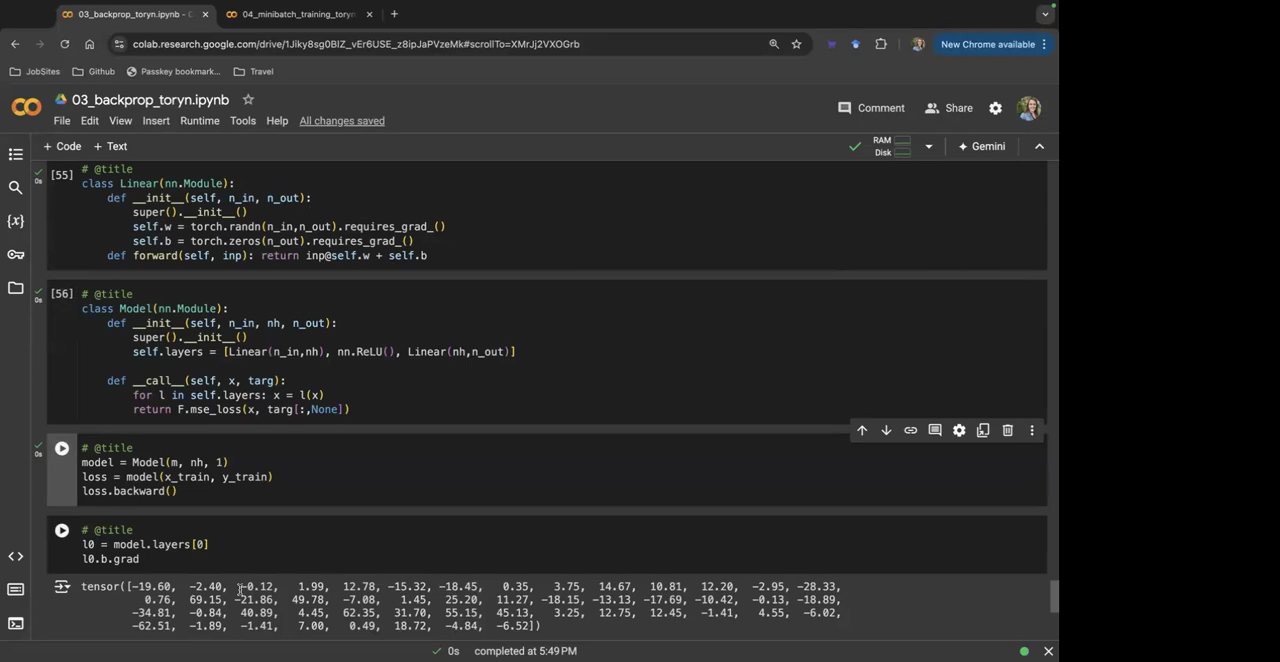 03_backprop_toryn.ipynb - C
04_minibatch_training_toryn
colab.research.google.com/drive/1Jiky8sg0BIZ_vEr6USE_z8ipJaPVzeMk#scrollTo=XMrJj2VXOGrb
New Chrome available
JobSites
Github
Passkey bookmark...
Travel
03_backprop_toryn.ipynb
Comment
Share
File Edit View Insert Runtime Tools Help All changes saved
+ Code + Text
RAM
Disk
Gemini
[55]
0s
# @title
class Linear(nn.Module):
def __init__(self, n_in, n_out):
super().__init__()
self.w = torch.randn(n_in,n_out).requires_grad_()
self.b = torch.zeros(n_out).requires_grad_()
def forward(self, inp): return inp@self.w + self.b
[56]
0s
# @title
class Model(nn.Module):
def __init__(self, n_in, nh, n_out):
super().__init__()
self.layers = [Linear(n_in,nh), nn.ReLU(), Linear(nh,n_out)]
def __call__(self, x, targ):
for l in self.layers: x = l(x)
return F.mse_loss(x, targ[:,None])
0s
# @title
model = Model(m, nh, 1)
loss = model(x_train, y_train)
loss.backward()
# @title
l0 = model.layers[0]
l0.b.grad
tensor([-19.60, -2.40, -0.12, 1.99, 12.78, -15.32, -18.45, 0.35, 3.75, 14.67, 10.81, 12.20, -2.95, -28.33,
0.76, 69.15, -21.86, 49.78, -7.08, 1.45, 25.20, 11.27, -18.15, -13.13, -17.69, -10.42, -0.13, -18.89,
-34.81, -0.84, 40.89, 4.45, 62.35, 31.70, 55.15, 45.13, 3.25, 12.75, 12.45, -1.41, 4.55, -6.02,
-62.51, -1.89, -1.41, 7.00, 0.49, 18.72, -4.84, -6.52])
0s completed at 5:49 PM